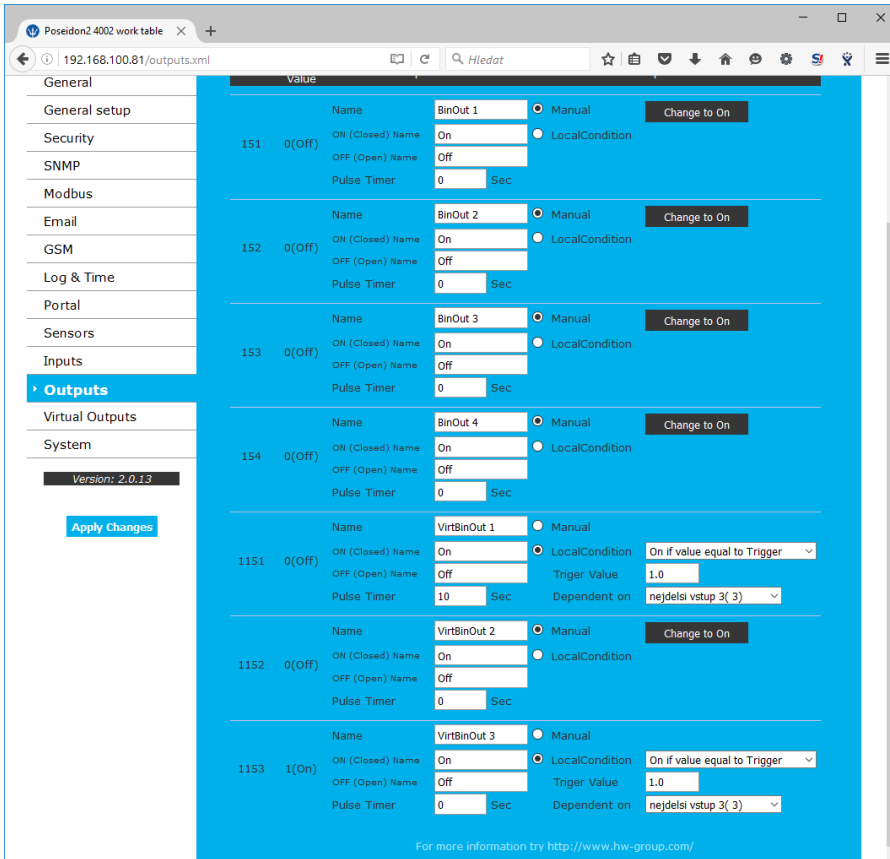 Poseidon2 4002 work table
192.168.100.81/outputs.xml
Hledat
General
General setup
Security
SNMP
Modbus
Email
GSM
Log & Time
Portal
Sensors
Inputs
Outputs
Virtual Outputs
System
Version: 2.0.13
Apply Changes
Value
Name BinOut 1 Manual Change to On
151 0(Off) ON (Closed) Name On LocalCondition
OFF (Open) Name Off
Pulse Timer 0 Sec
Name BinOut 2 Manual Change to On
152 0(Off) ON (Closed) Name On LocalCondition
OFF (Open) Name Off
Pulse Timer 0 Sec
Name BinOut 3 Manual Change to On
153 0(Off) ON (Closed) Name On LocalCondition
OFF (Open) Name Off
Pulse Timer 0 Sec
Name BinOut 4 Manual Change to On
154 0(Off) ON (Closed) Name On LocalCondition
OFF (Open) Name Off
Pulse Timer 0 Sec
Name VirtBinOut 1 Manual
1151 0(Off) ON (Closed) Name On LocalCondition On if value equal to Trigger
OFF (Open) Name Off Triger Value 1.0
Pulse Timer 10 Sec Dependent on nejdelsi vstup 3( 3)
Name VirtBinOut 2 Manual Change to On
1152 0(Off) ON (Closed) Name On LocalCondition
OFF (Open) Name Off
Pulse Timer 0 Sec
Name VirtBinOut 3 Manual
1153 1(On) ON (Closed) Name On LocalCondition On if value equal to Trigger
OFF (Open) Name Off Triger Value 1.0
Pulse Timer 0 Sec Dependent on nejdelsi vstup 3( 3)
For more information try http://www.hw-group.com/